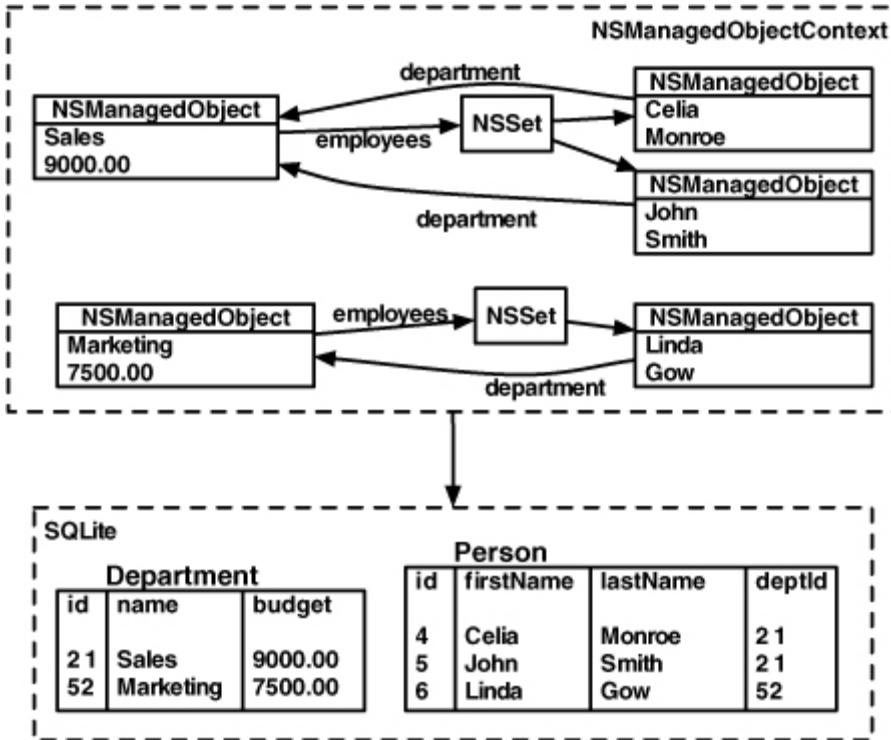 NSManagedObjectContext
department
NSManagedObject
Sales
9000.00
employees
NSSet
NSManagedObject
Celia
Monroe
NSManagedObject
John
Smith
department
NSManagedObject
Marketing
7500.00
employees
NSSet
NSManagedObject
Linda
Gow
department
SQLite
Department
id name budget
21 Sales 9000.00
52 Marketing 7500.00
Person
id firstName lastName deptId
4 Celia Monroe 21
5 John Smith 21
6 Linda Gow 52